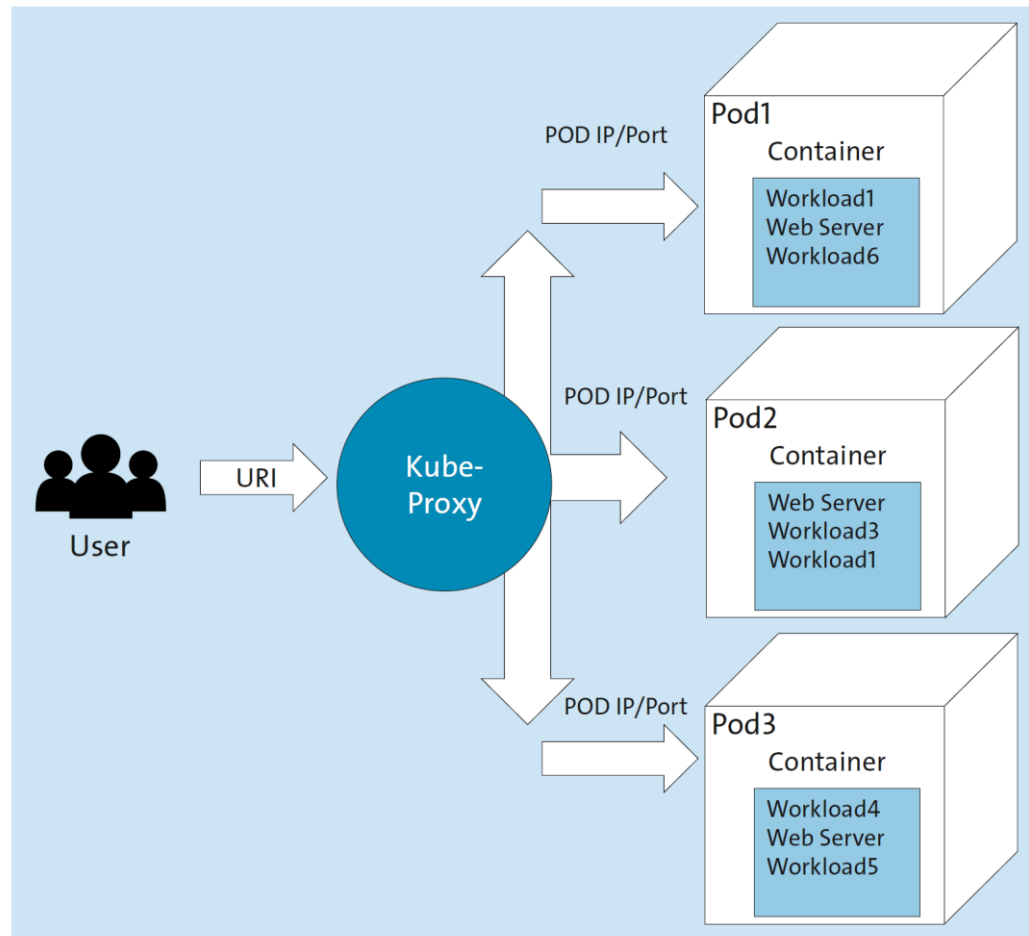 POD IP/Port
Pod1
Container
Workload1
Web Server
Workload6
POD IP/Port
Pod2
Container
Web Server
Workload3
Workload1
User
URI
Kube-
Proxy
POD IP/Port
Pod3
Container
Workload4
Web Server
Workload5